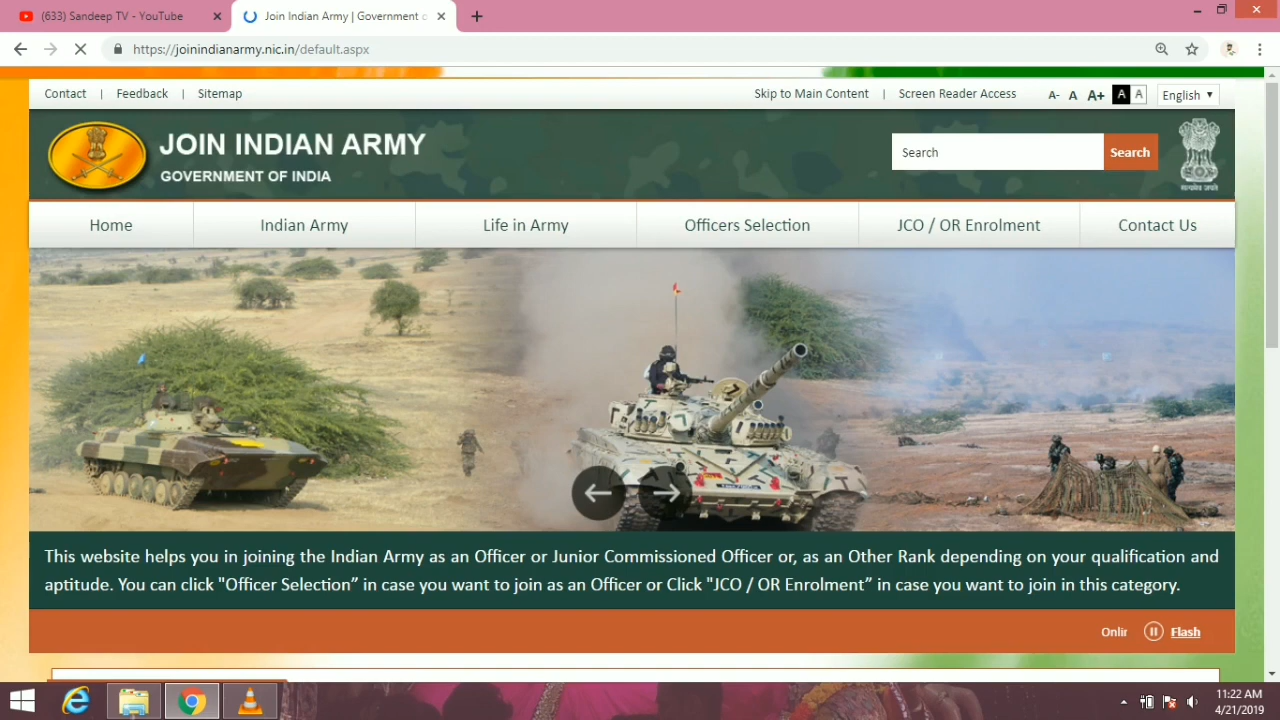 (633) Sandeep TV - YouTube
Join Indian Army | Government o
https://joinindianarmy.nic.in/default.aspx
Contact | Feedback | Sitemap
Skip to Main Content | Screen Reader Access A- A A+ A A English
JOIN INDIAN ARMY
GOVERNMENT OF INDIA
Search Search
सत्यमेव जयते
Home Indian Army Life in Army Officers Selection JCO / OR Enrolment Contact Us
This website helps you in joining the Indian Army as an Officer or Junior Commissioned Officer or, as an Other Rank depending on your qualification and
aptitude. You can click "Officer Selection” in case you want to join as an Officer or Click "JCO / OR Enrolment” in case you want to join in this category.
Onlir Flash
11:22 AM
4/21/2019